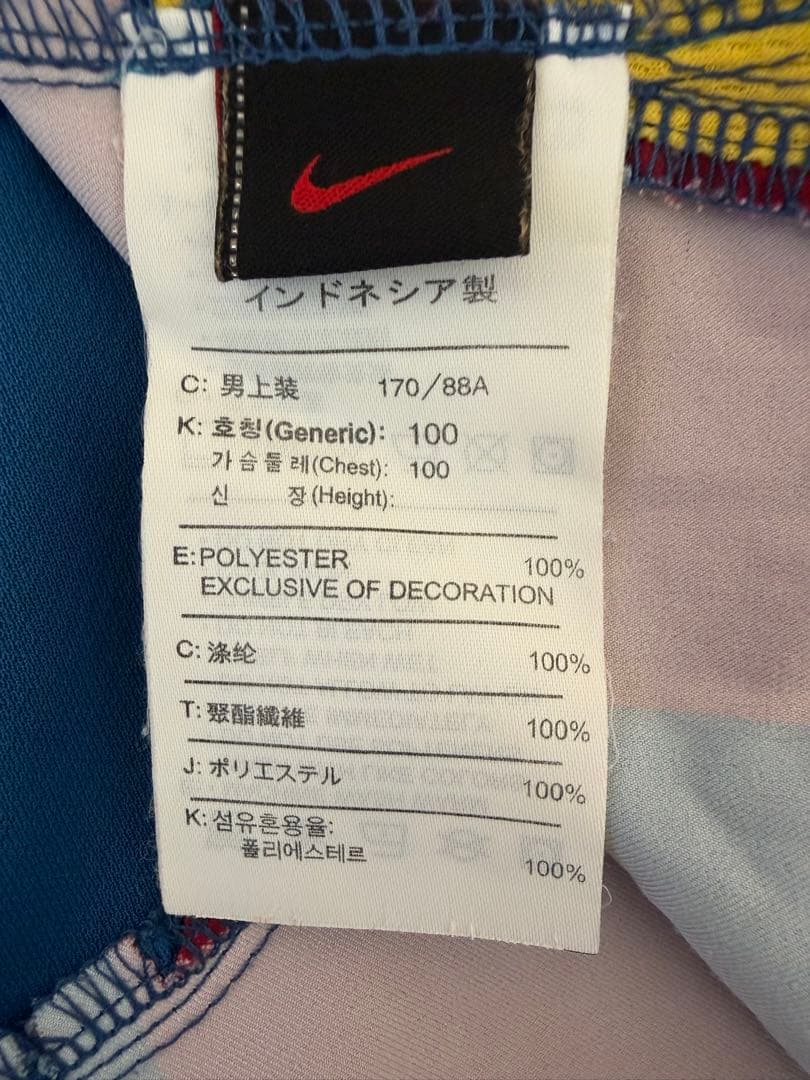 インドネシア製
C: 男上装 170/88A
K: 호칭(Generic): 100
가슴둘레(Chest): 100
신 장(Height):
E:POLYESTER 100%
EXCLUSIVE OF DECORATION
C: 涤纶 100%
T: 聚酯纖維 100%
J: ポリエステル 100%
K: 섬유혼용율:
폴리에스테르 100%